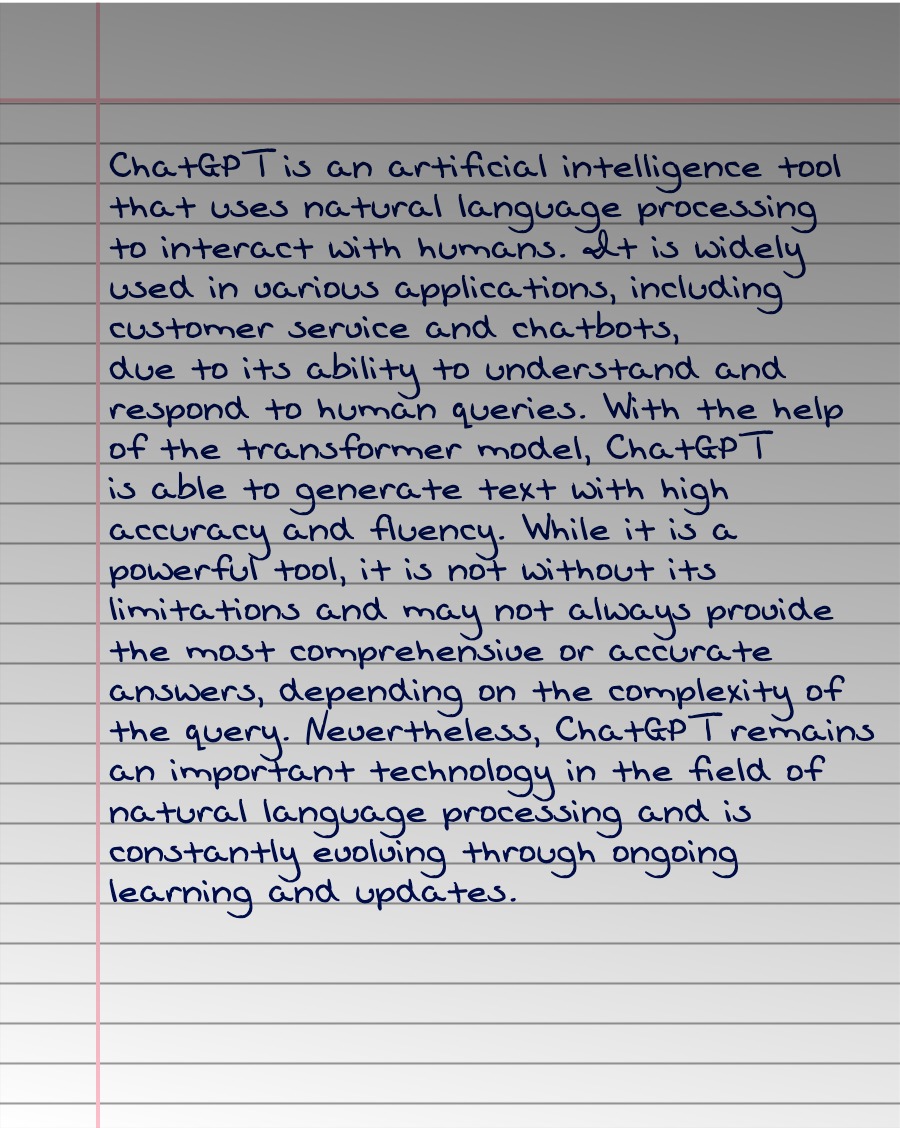 ChatGPT is an artificial intelligence tool
that uses natural language processing
to interact with humans. It is widely
used in various applications, including
customer service and chatbots,
due to its ability to understand and
respond to human queries. With the help
of the transformer model, ChatGPT
is able to generate text with high
accuracy and fluency. While it is a
powerful tool, it is not without its
limitations and may not always provide
the most comprehensive or accurate
answers, depending on the complexity of
the query. Nevertheless, ChatGPT remains
an important technology in the field of
natural language processing and is
constantly evolving through ongoing
learning and updates.